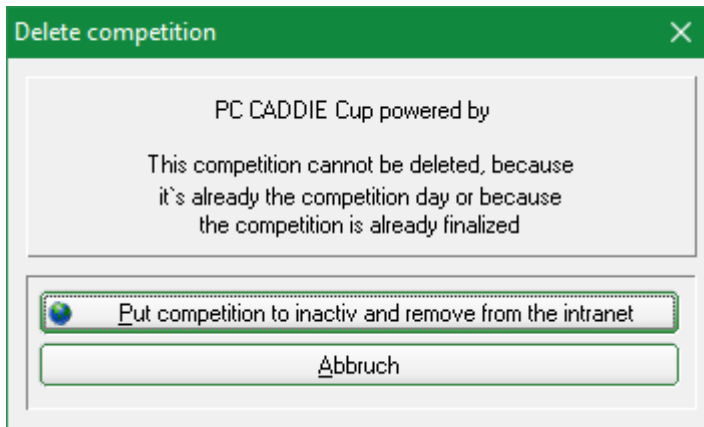 Delete competition
PC CADDIE Cup powered by
This competition cannot be deleted, because
it`s already the competition day or because
the competition is already finalized
Put competition to inactiv and remove from the intranet
Abbruch